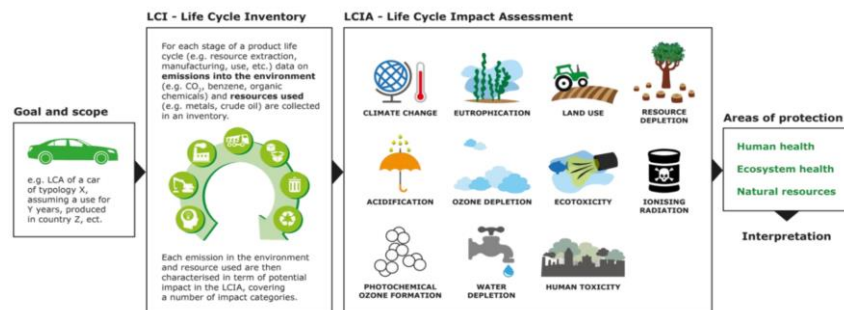 LCI - Life Cycle Inventory
For each stage of a product life
cycle (e.g. resource extraction,
manufacturing, use, etc.) data on
emissions into the environment
(e.g. CO₂, benzene, organic
chemicals) and resources used
(e.g. metals, crude oil) are collected
in an inventory.
Each emission in the environment
and resource used are then
characterised in term of potential
impact in the LCIA, covering
a number of impact categories.
LCIA - Life Cycle Impact Assessment
CLIMATE CHANGE
EUTROPHICATION
LAND USE
RESOURCE
DEPLETION
ACIDIFICATION
OZONE DEPLETION
ECOTOXICITY
IONISING
RADIATION
PHOTOCHEMICAL
OZONE FORMATION
WATER
DEPLETION
HUMAN TOXICITY
Goal and scope
e.g. LCA of a car
of typology X,
assuming a use for
Y years, produced
in country Z, ect.
Areas of protection
Human health
Ecosystem health
Natural resources
Interpretation